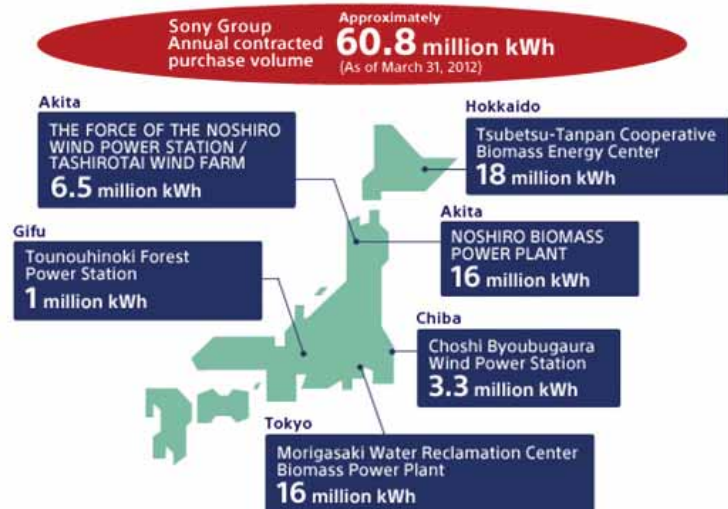 Sony Group
Annual contracted
purchase volume
Approximately
60.8 million kWh
(As of March 31, 2012)
Akita
THE FORCE OF THE NOSHIRO
WIND POWER STATION /
TASHIROTAI WIND FARM
6.5 million kWh
Hokkaido
Tsubetsu-Tanpan Cooperative
Biomass Energy Center
18 million kWh
Akita
NOSHIRO BIOMASS
POWER PLANT
16 million kWh
Gifu
Tounouhinoki Forest
Power Station
1 million kWh
Chiba
Choshi Byoubugaura
Wind Power Station
3.3 million kWh
Tokyo
Morigasaki Water Reclamation Center
Biomass Power Plant
16 million kWh